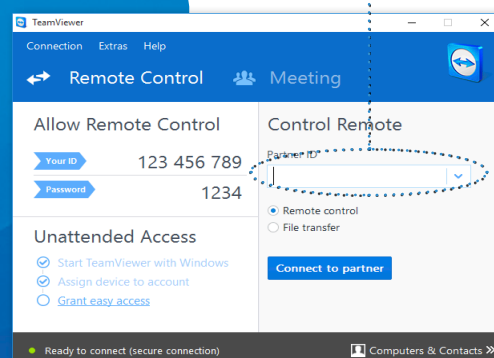 TeamViewer
Connection Extras Help
Remote Control Meeting
Allow Remote Control
Your ID 123 456 789
Password 1234
Unattended Access
Start TeamViewer with Windows
Assign device to account
Grant easy access
Control Remote
Partner ID
Remote control
File transfer
Connect to partner
Ready to connect (secure connection)
Computers & Contacts